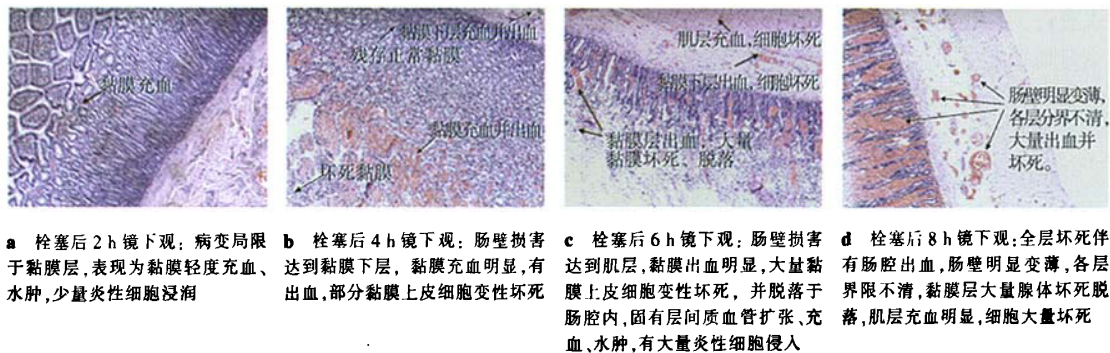 黏膜充血
黏膜下层充血并出血
残存正常黏膜
黏膜充血并出血
坏死黏膜
肌层充血,细胞坏死
黏膜下层出血,细胞坏死
黏膜层出血，大量
黏膜坏死、脱落
肠壁明显变薄,
各层分界不清,
大量出血并
坏死。
a 栓塞后2h镜下观：病变局限
于黏膜层,表现为黏膜轻度充血、
水肿,少量炎性细胞浸润
b 栓塞后4h镜下观：肠壁损害
达到黏膜下层，黏膜充血明显,有
出血,部分黏膜上皮细胞变性坏死
c 栓塞后6h镜下观：肠壁损害
达到肌层,黏膜出血明显,大量黏
膜上皮细胞变性坏死，并脱落于
肠腔内,固有层间质血管扩张、充
血、水肿,有大量炎性细胞侵入
d 栓塞后8h镜下观:全层坏死伴
有肠腔出血,肠壁明显变薄,各层
界限不清,黏膜层大量腺体坏死脱
落,肌层充血明显,细胞大量坏死